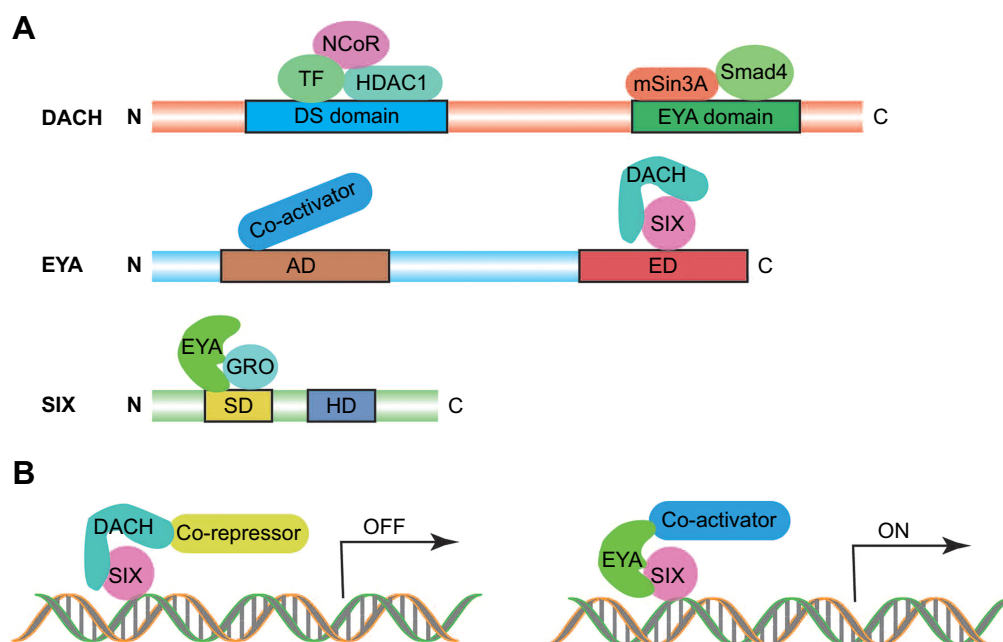 A
NCoR
TF
HDAC1
mSin3A
Smad4
DACH N DS domain EYA domain C
DACH
Co-activator
SIX
EYA N AD ED C
EYA
GRO
SIX N SD HD C
B
DACH Co-repressor OFF
SIX
Co-activator ON
EYA
SIX